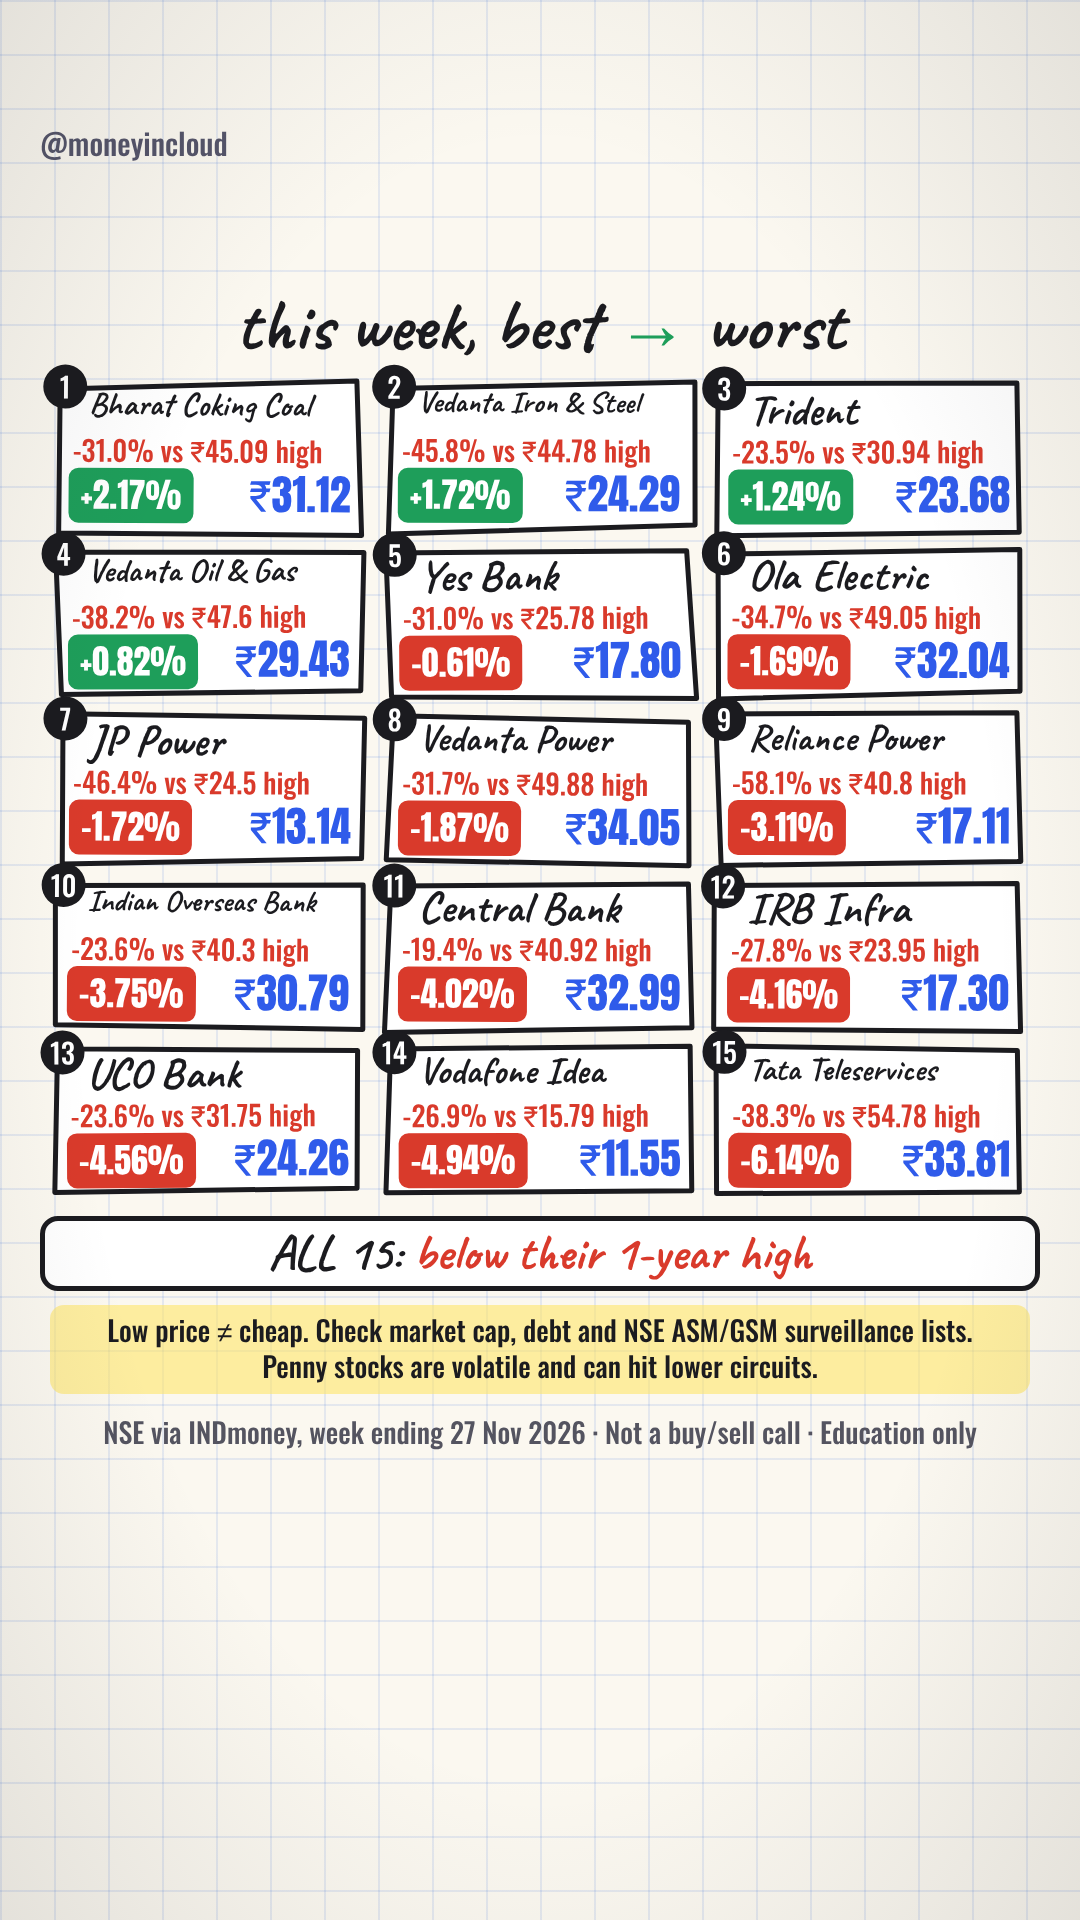 @moneyincloud
this week, best → worst
1
Bharat Coking Coal
-31.0% vs ₹45.09 high
+2.17% ₹31.12
2
Vedanta Iron & Steel
-45.8% vs ₹44.78 high
+1.72% ₹24.29
3
Trident
-23.5% vs ₹30.94 high
+1.24% ₹23.68
4
Vedanta Oil & Gas
-38.2% vs ₹47.6 high
+0.82% ₹29.43
5
Yes Bank
-31.0% vs ₹25.78 high
-0.61% ₹17.80
6
Ola Electric
-34.7% vs ₹49.05 high
-1.69% ₹32.04
7
JP Power
-46.4% vs ₹24.5 high
-1.72% ₹13.14
8
Vedanta Power
-31.7% vs ₹49.88 high
-1.87% ₹34.05
9
Reliance Power
-58.1% vs ₹40.8 high
-3.11% ₹17.11
10
Indian Overseas Bank
-23.6% vs ₹40.3 high
-3.75% ₹30.79
11
Central Bank
-19.4% vs ₹40.92 high
-4.02% ₹32.99
12
IRB Infra
-27.8% vs ₹23.95 high
-4.16% ₹17.30
13
UCO Bank
-23.6% vs ₹31.75 high
-4.56% ₹24.26
14
Vodafone Idea
-26.9% vs ₹15.79 high
-4.94% ₹11.55
15
Tata Teleservices
-38.3% vs ₹54.78 high
-6.14% ₹33.81
ALL 15: below their 1-year high
Low price ≠ cheap. Check market cap, debt and NSE ASM/GSM surveillance lists.
Penny stocks are volatile and can hit lower circuits.
NSE via INDmoney, week ending 27 Nov 2026 · Not a buy/sell call · Education only